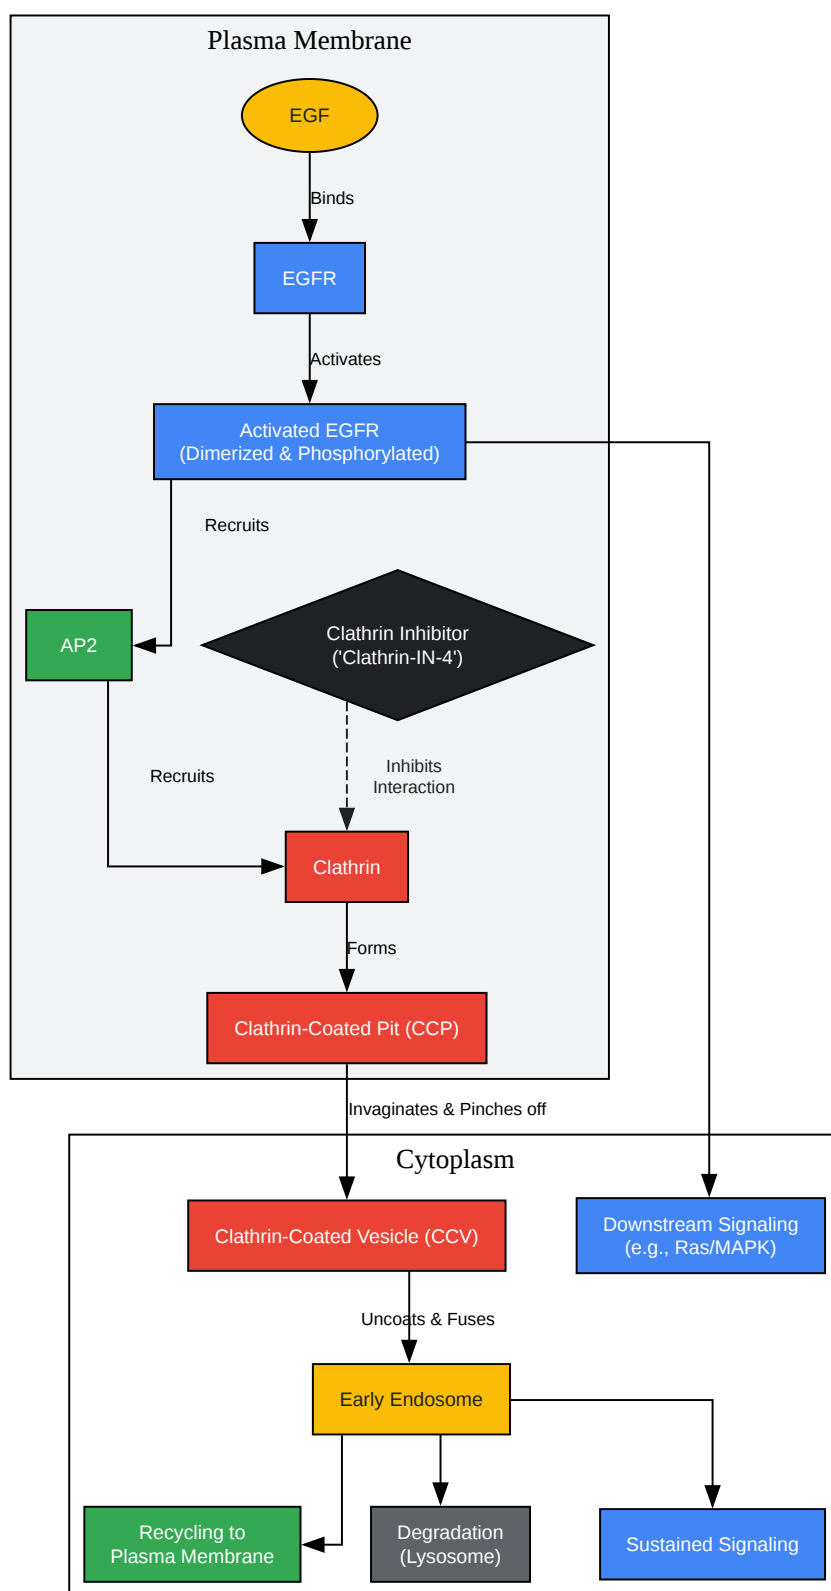 Plasma Membrane
EGF
Binds
EGFR
Activates
Activated EGFR
(Dimerized & Phosphorylated)
Recruits
AP2
Clathrin Inhibitor
('Clathrin-IN-4')
Recruits
Inhibits
Interaction
Clathrin
Forms
Clathrin-Coated Pit (CCP)
Invaginates & Pinches off
Cytoplasm
Clathrin-Coated Vesicle (CCV)
Downstream Signaling
(e.g., Ras/MAPK)
Uncoats & Fuses
Early Endosome
Recycling to
Plasma Membrane
Degradation
(Lysosome)
Sustained Signaling